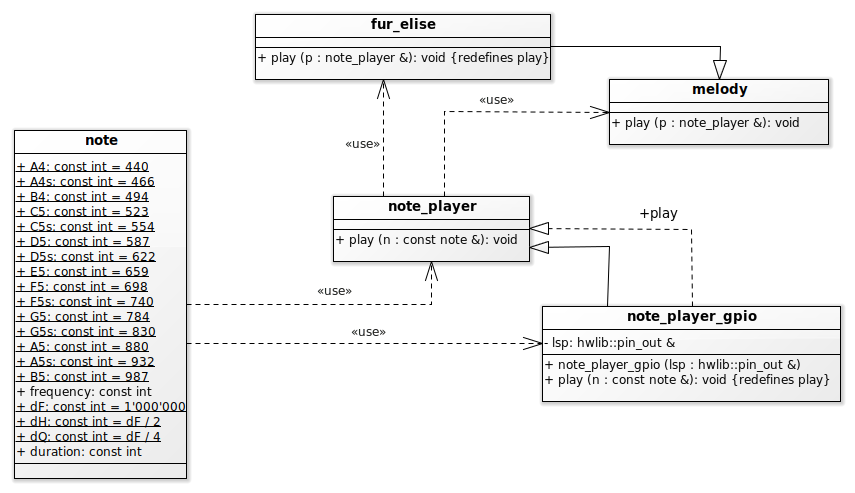 fur_elise
+ play (p : note_player &): void {redefines play}
melody
+ play (p : note_player &): void
«use»
«use»
note
+ A4: const int = 440
+ A4s: const int = 466
+ B4: const int = 494
+ C5: const int = 523
+ C5s: const int = 554
+ D5: const int = 587
+ D5s: const int = 622
+ E5: const int = 659
+ F5: const int = 698
+ F5s: const int = 740
+ G5: const int = 784
+ G5s: const int = 830
+ A5: const int = 880
+ A5s: const int = 932
+ B5: const int = 987
+ frequency: const int
+ dF: const int = 1'000'000
+ dH: const int = dF / 2
+ dQ: const int = dF / 4
+ duration: const int
note_player
+ play (n : const note &): void
+play
«use»
«use»
note_player_gpio
- lsp: hwlib::pin_out &
+ note_player_gpio (lsp : hwlib::pin_out &)
+ play (n : const note &): void {redefines play}